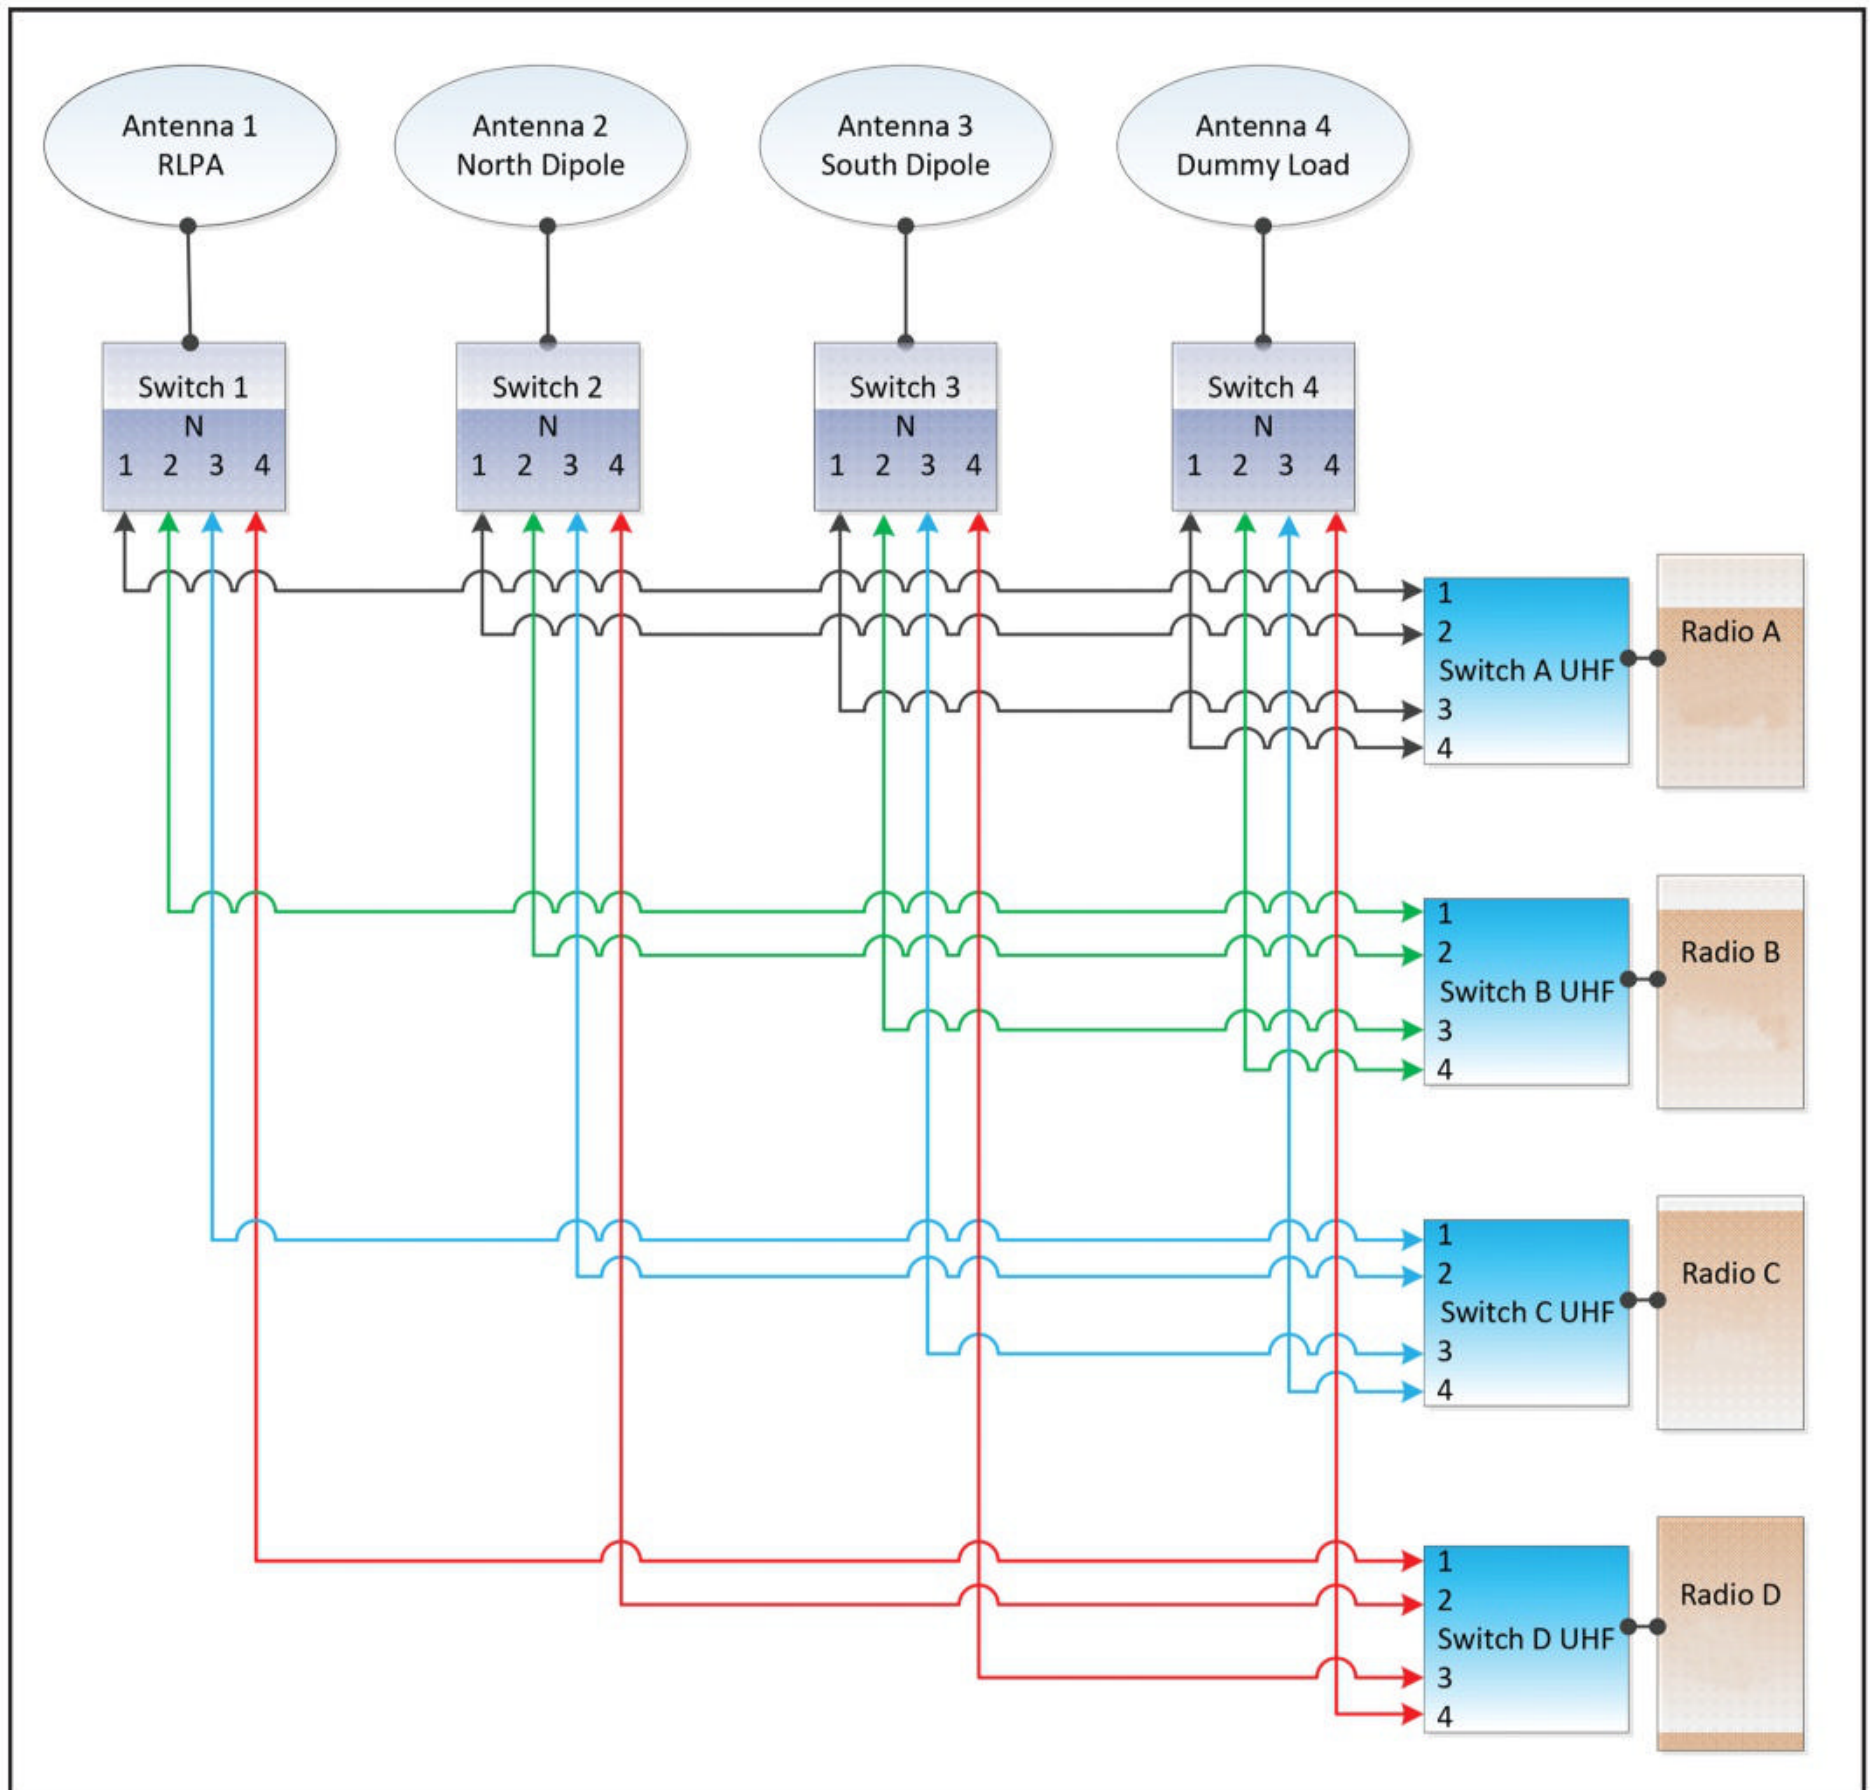 Antenna 1
RLPA
Antenna 2
North Dipole
Antenna 3
South Dipole
Antenna 4
Dummy Load
Switch 1
N
1 2 3 4
Switch 2
N
1 2 3 4
Switch 3
N
1 2 3 4
Switch 4
N
1 2 3 4
1
2
Switch A UHF
3
4
Radio A
1
2
Switch B UHF
3
4
Radio B
1
2
Switch C UHF
3
4
Radio C
1
2
Switch D UHF
3
4
Radio D